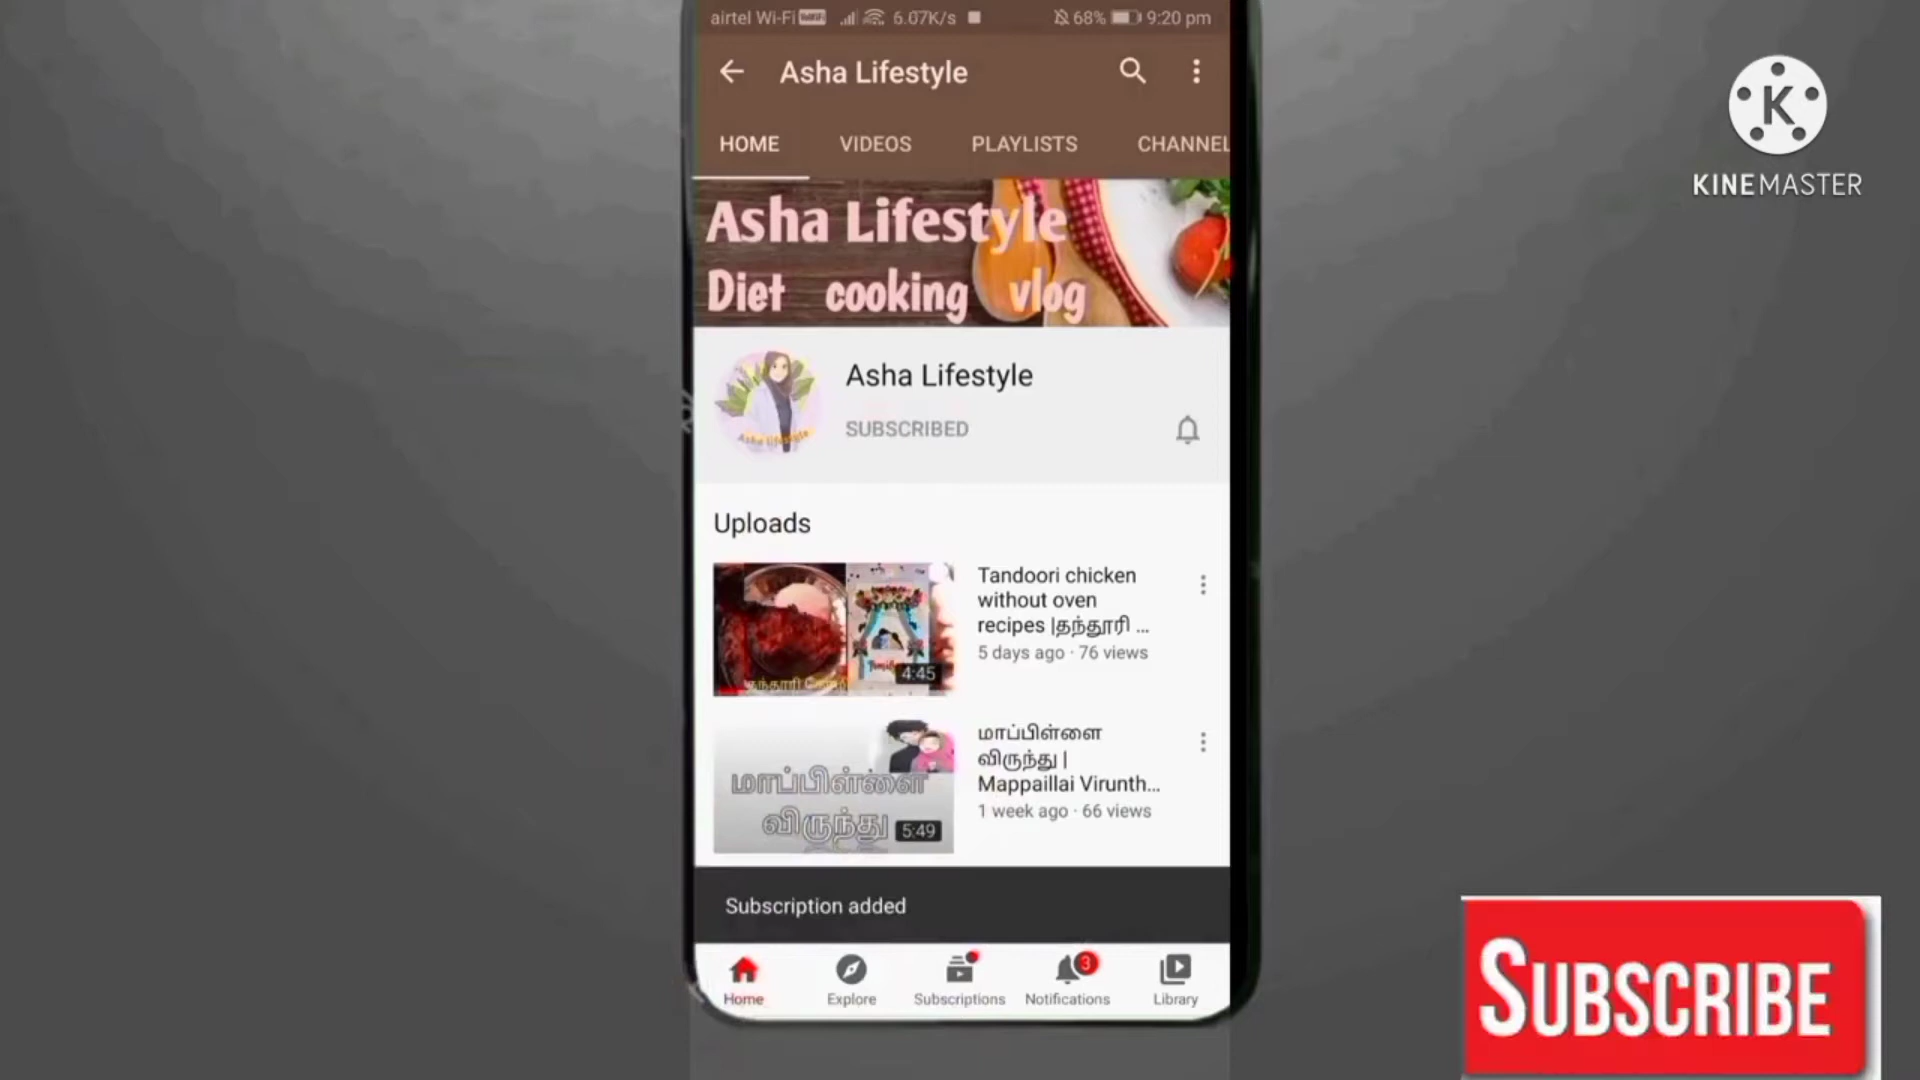 airtel Wi-Fi 6.07K/s 68% 9:20 pm
Asha Lifestyle
HOME VIDEOS PLAYLISTS CHANNEL
Asha Lifestyle
Diet cooking vlog
Asha Lifestyle
Asha Lifestyle
SUBSCRIBED
Uploads
Tandoori chicken
without oven
recipes |தந்தூரி ...
5 days ago · 76 views
4:45
மாப்பிள்ளை
விருந்து |
Mappaillai Virunth...
1 week ago · 66 views
மாப்பிள்ளை
விருந்து
5:49
Subscription added
3
Home Explore Subscriptions Notifications Library
K
KINEMASTER
SUBSCRIBE